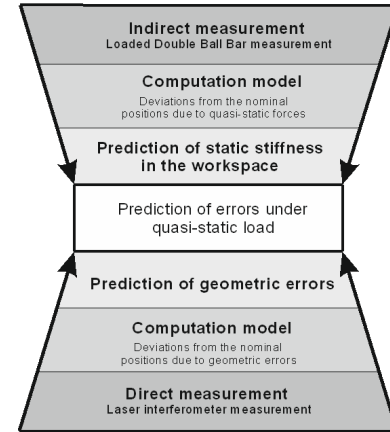 Indirect measurement
Loaded Double Ball Bar measurement
Computation model
Deviations from the nominal
positions due to quasi-static forces
Prediction of static stiffness
in the workspace
Prediction of errors under
quasi-static load
Prediction of geometric errors
Computation model
Deviations from the nominal
positions due to geometric errors
Direct measurement
Laser interferometer measurement